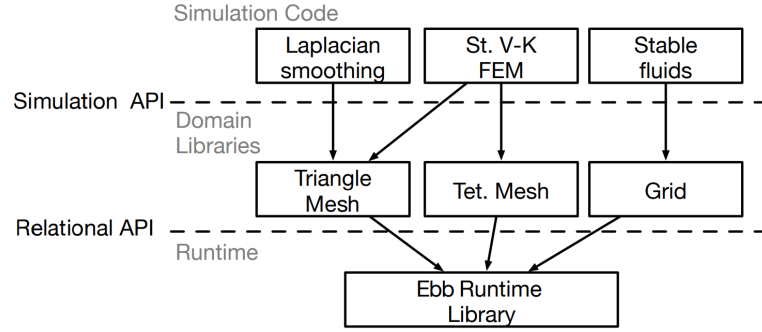 Simulation Code
Laplacian
smoothing
St. V-K
FEM
Stable
fluids
Simulation API
Domain
Libraries
Triangle
Mesh
Tet. Mesh
Grid
Relational API
Runtime
Ebb Runtime
Library